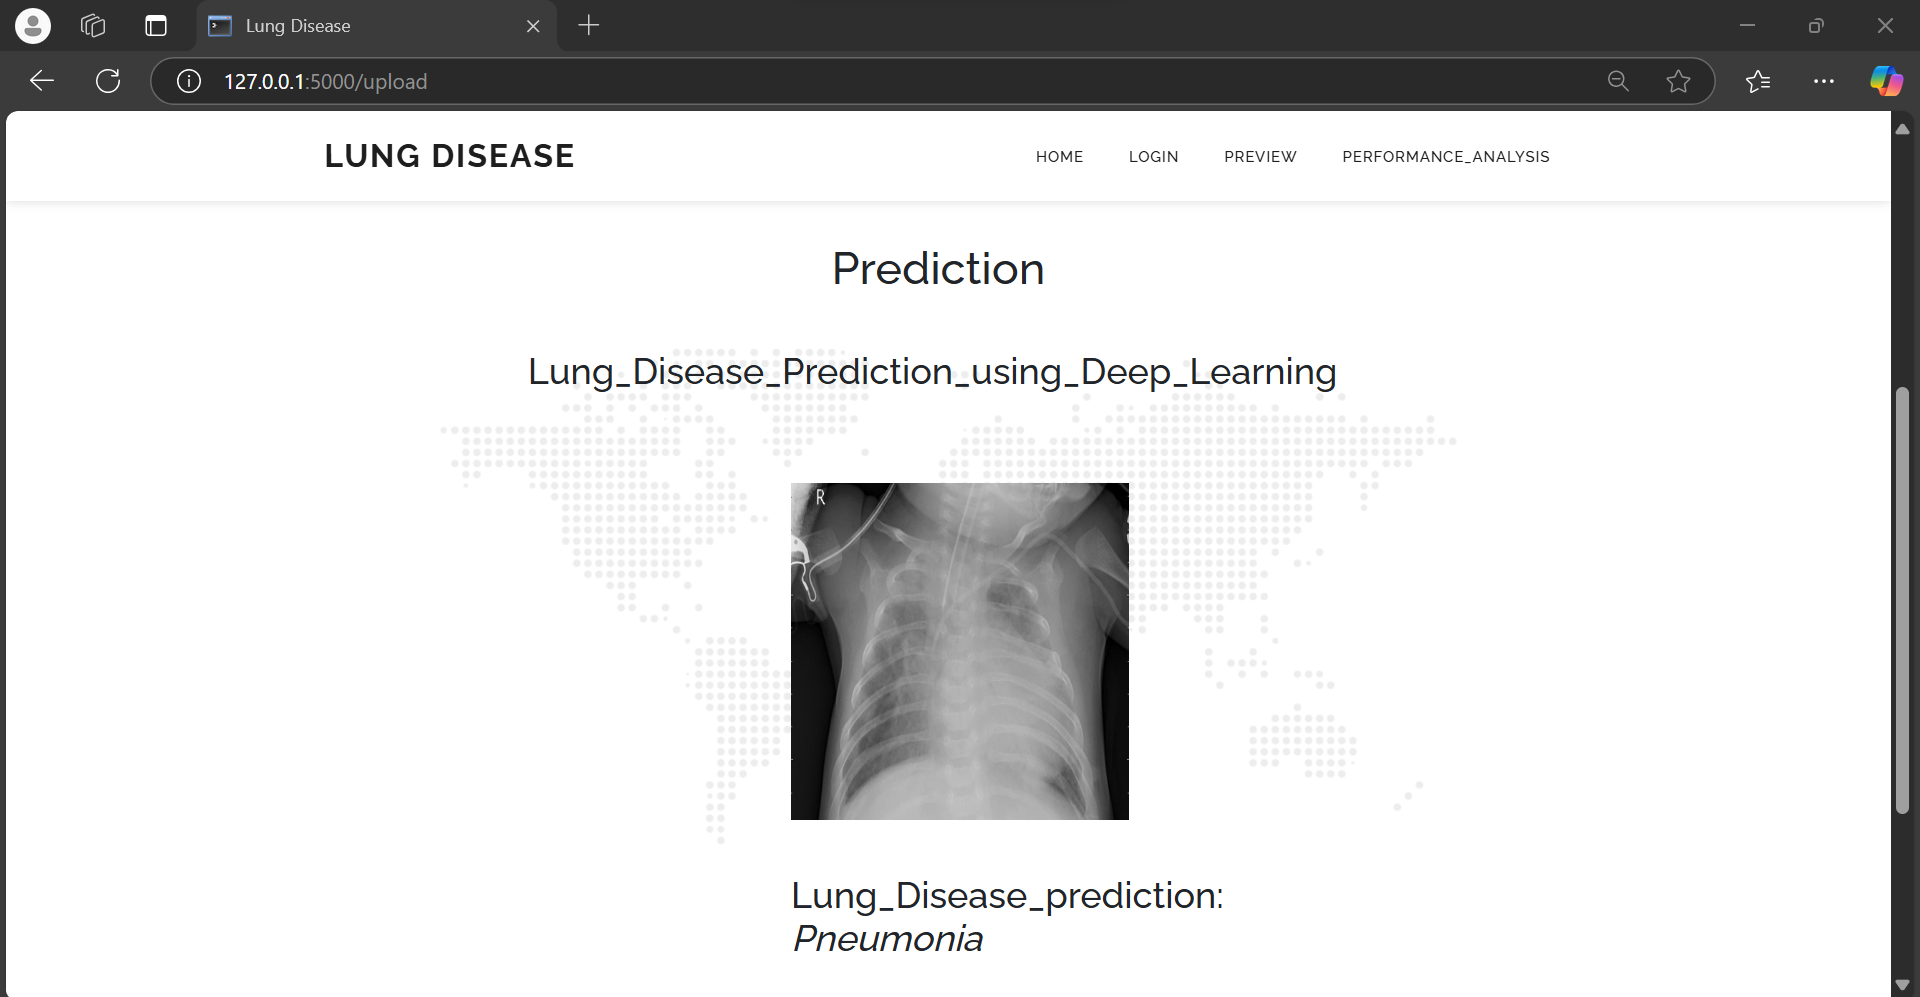 Lung Disease
127.0.0.1:5000/upload
LUNG DISEASE
HOME LOGIN PREVIEW PERFORMANCE_ANALYSIS
Prediction
Lung_Disease_Prediction_using_Deep_Learning
R
Lung_Disease_prediction:
Pneumonia